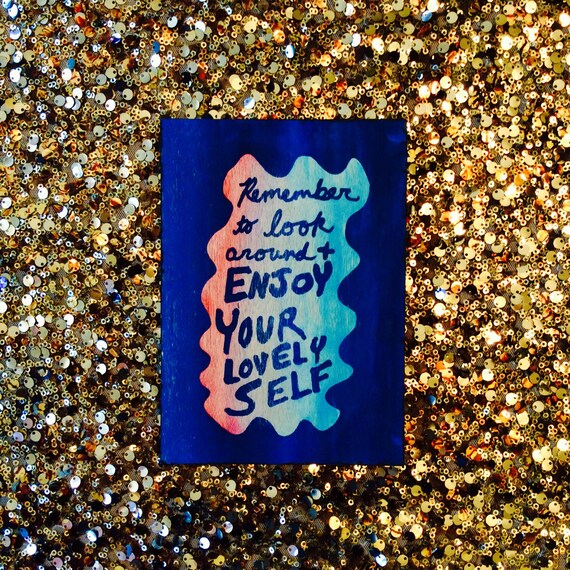 Remember
to look
around +
ENJOY
YOUR
LOVELY
SELF